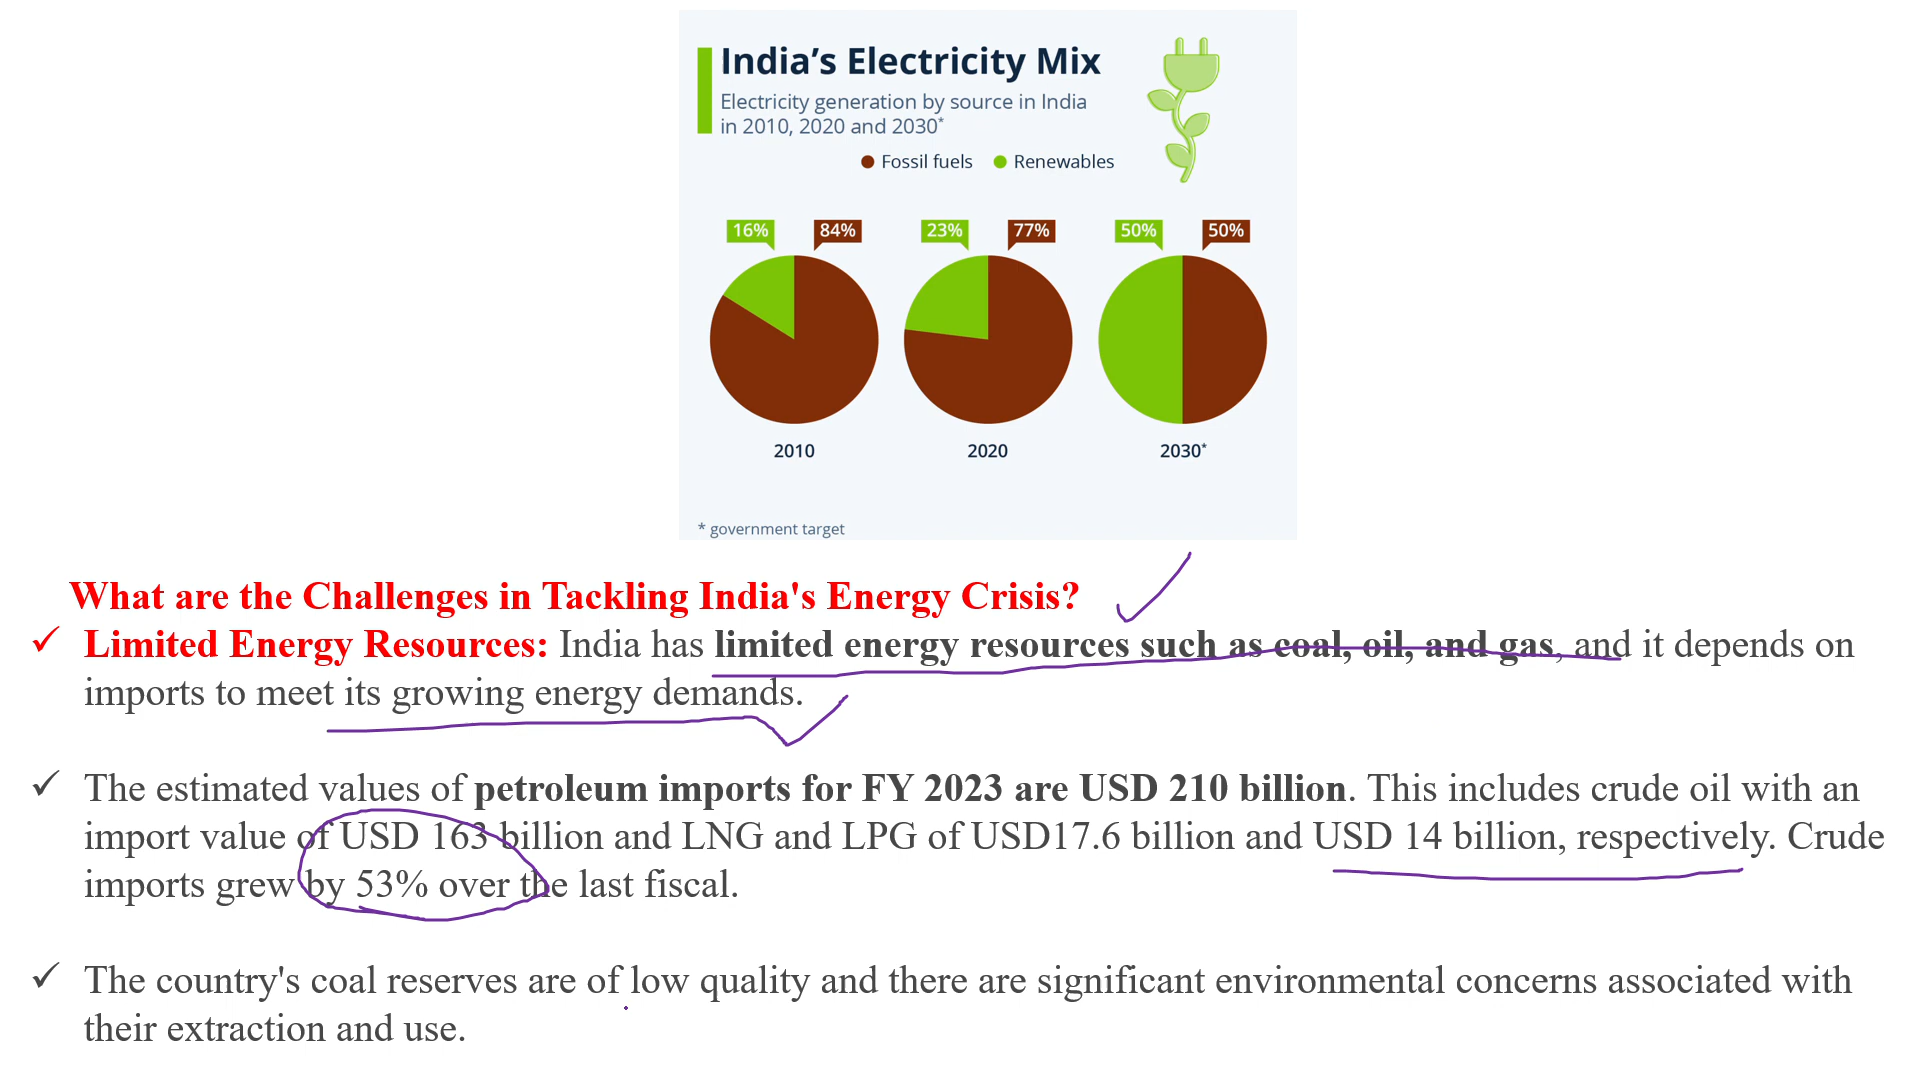 India's Electricity Mix
Electricity generation by source in India
in 2010, 2020 and 2030*
Fossil fuels Renewables
16% 84% 23% 77% 50% 50%
2010 2020 2030*
* government target
What are the Challenges in Tackling India's Energy Crisis?
✓ Limited Energy Resources: India has limited energy resources such as coal, oil, and gas, and it depends on
imports to meet its growing energy demands.
✓ The estimated values of petroleum imports for FY 2023 are USD 210 billion. This includes crude oil with an
import value of USD 163 billion and LNG and LPG of USD17.6 billion and USD 14 billion, respectively. Crude
imports grew by 53% over the last fiscal.
✓ The country's coal reserves are of low quality and there are significant environmental concerns associated with
their extraction and use.